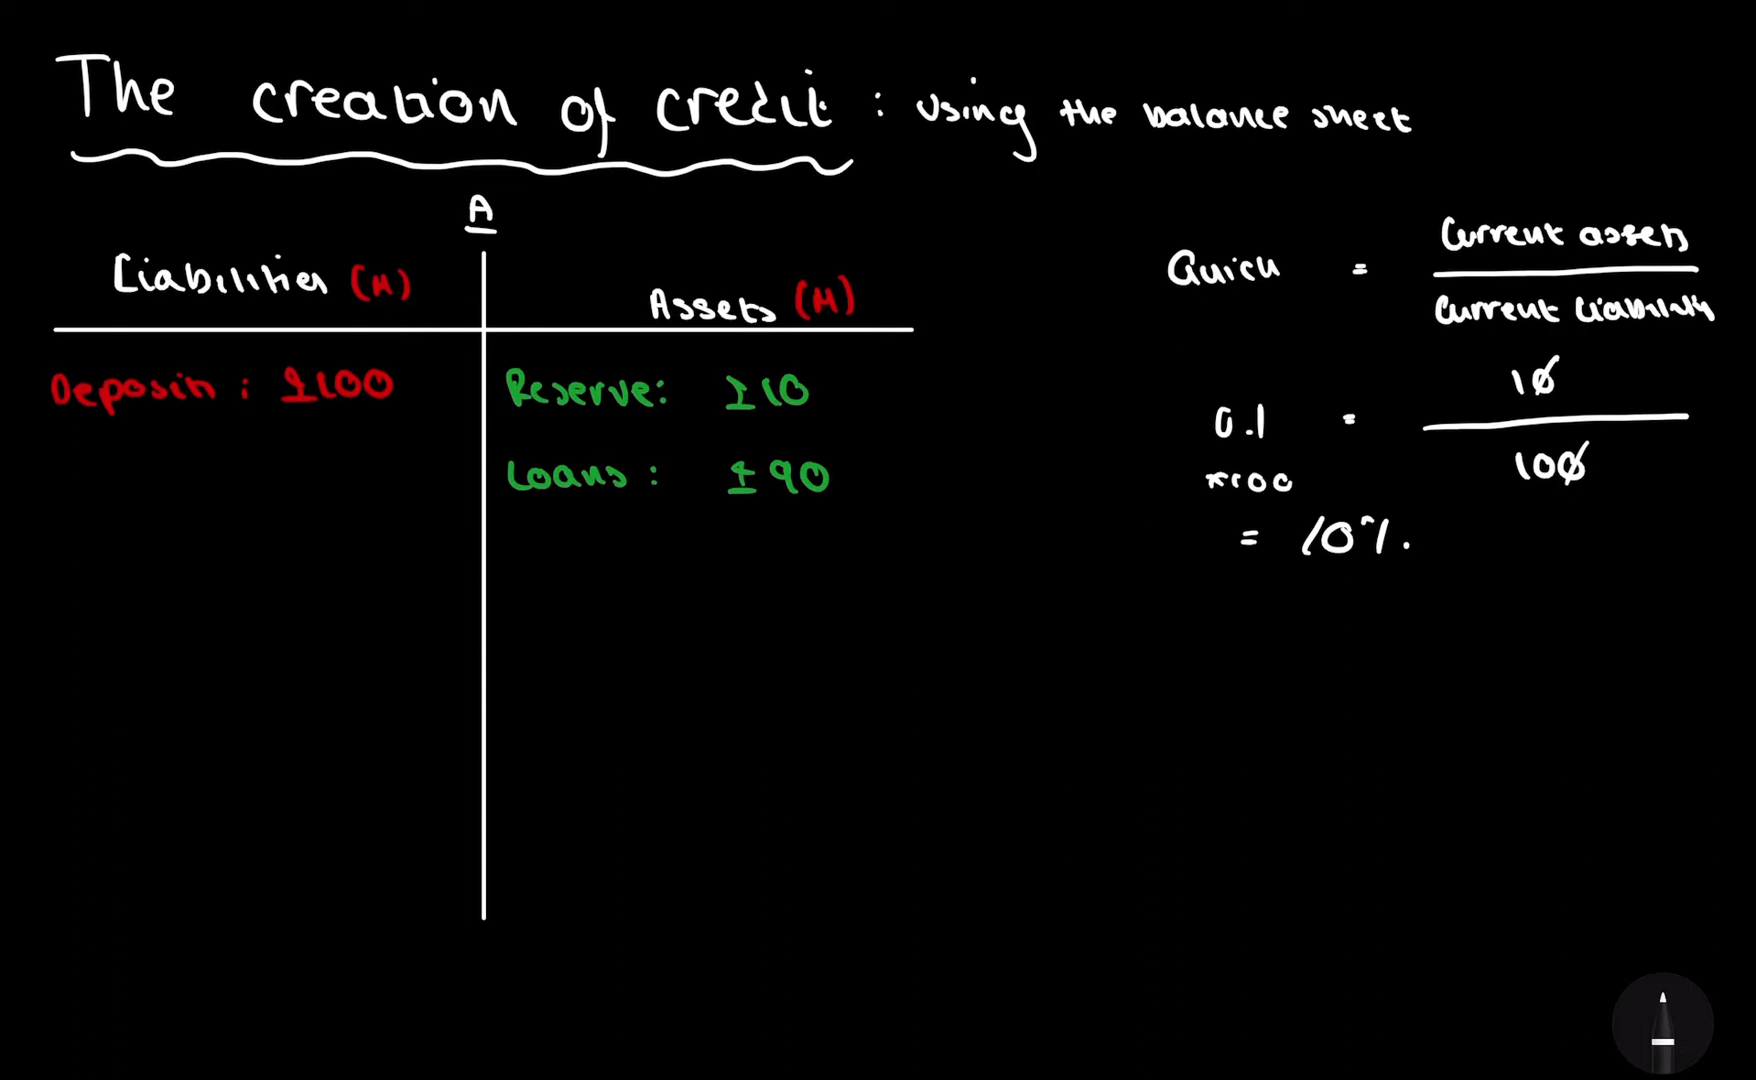 The creation of credit : using the balance sheet
A
Liabilities (M)
Assets (M)
Deposits : £100
Reserve: £10
Loans : £90
Quick = Current assets
Current Liability
0.1 = 10
100
×100
= 10%.